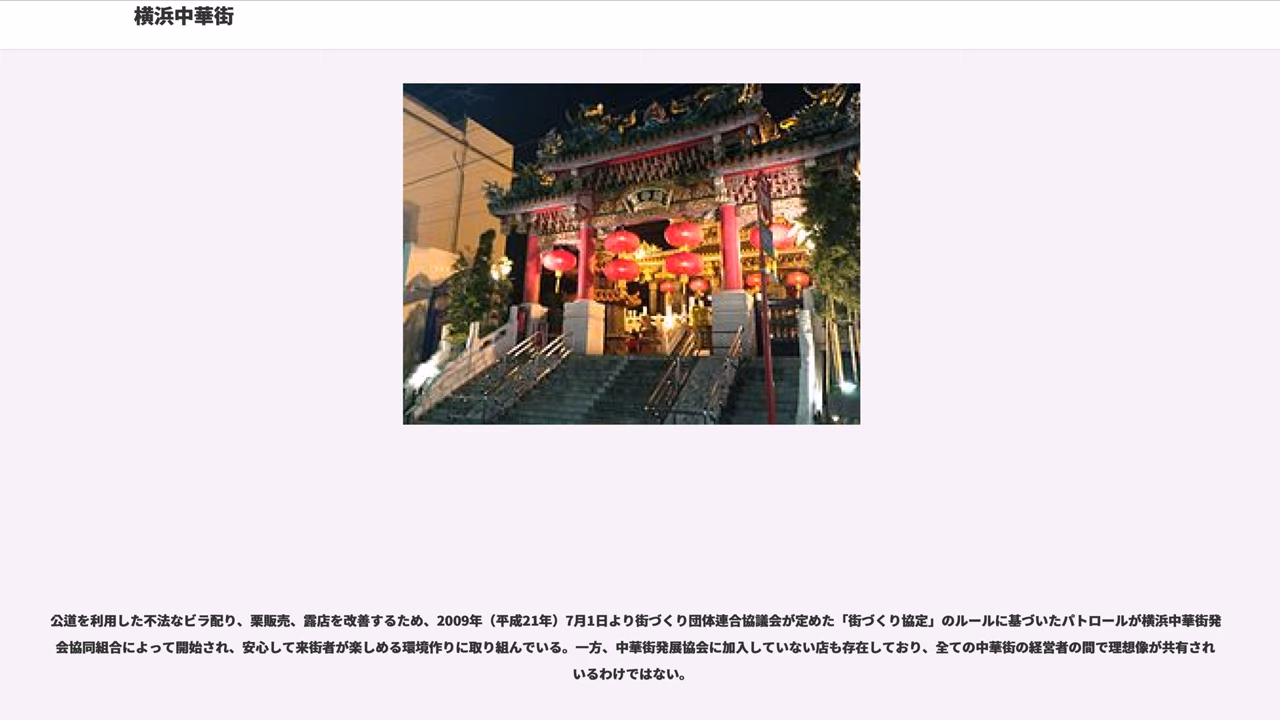 横浜中華街
公道を利用した不法なビラ配り、栗販売、露店を改善するため、2009年（平成21年）7月1日より街づくり団体連合協議会が定めた「街づくり協定」のルールに基づいたパトロールが横浜中華街発
会協同組合によって開始され、安心して来街者が楽しめる環境作りに取り組んでいる。一方、中華街発展協会に加入していない店も存在しており、全ての中華街の経営者の間で理想像が共有され
いるわけではない。